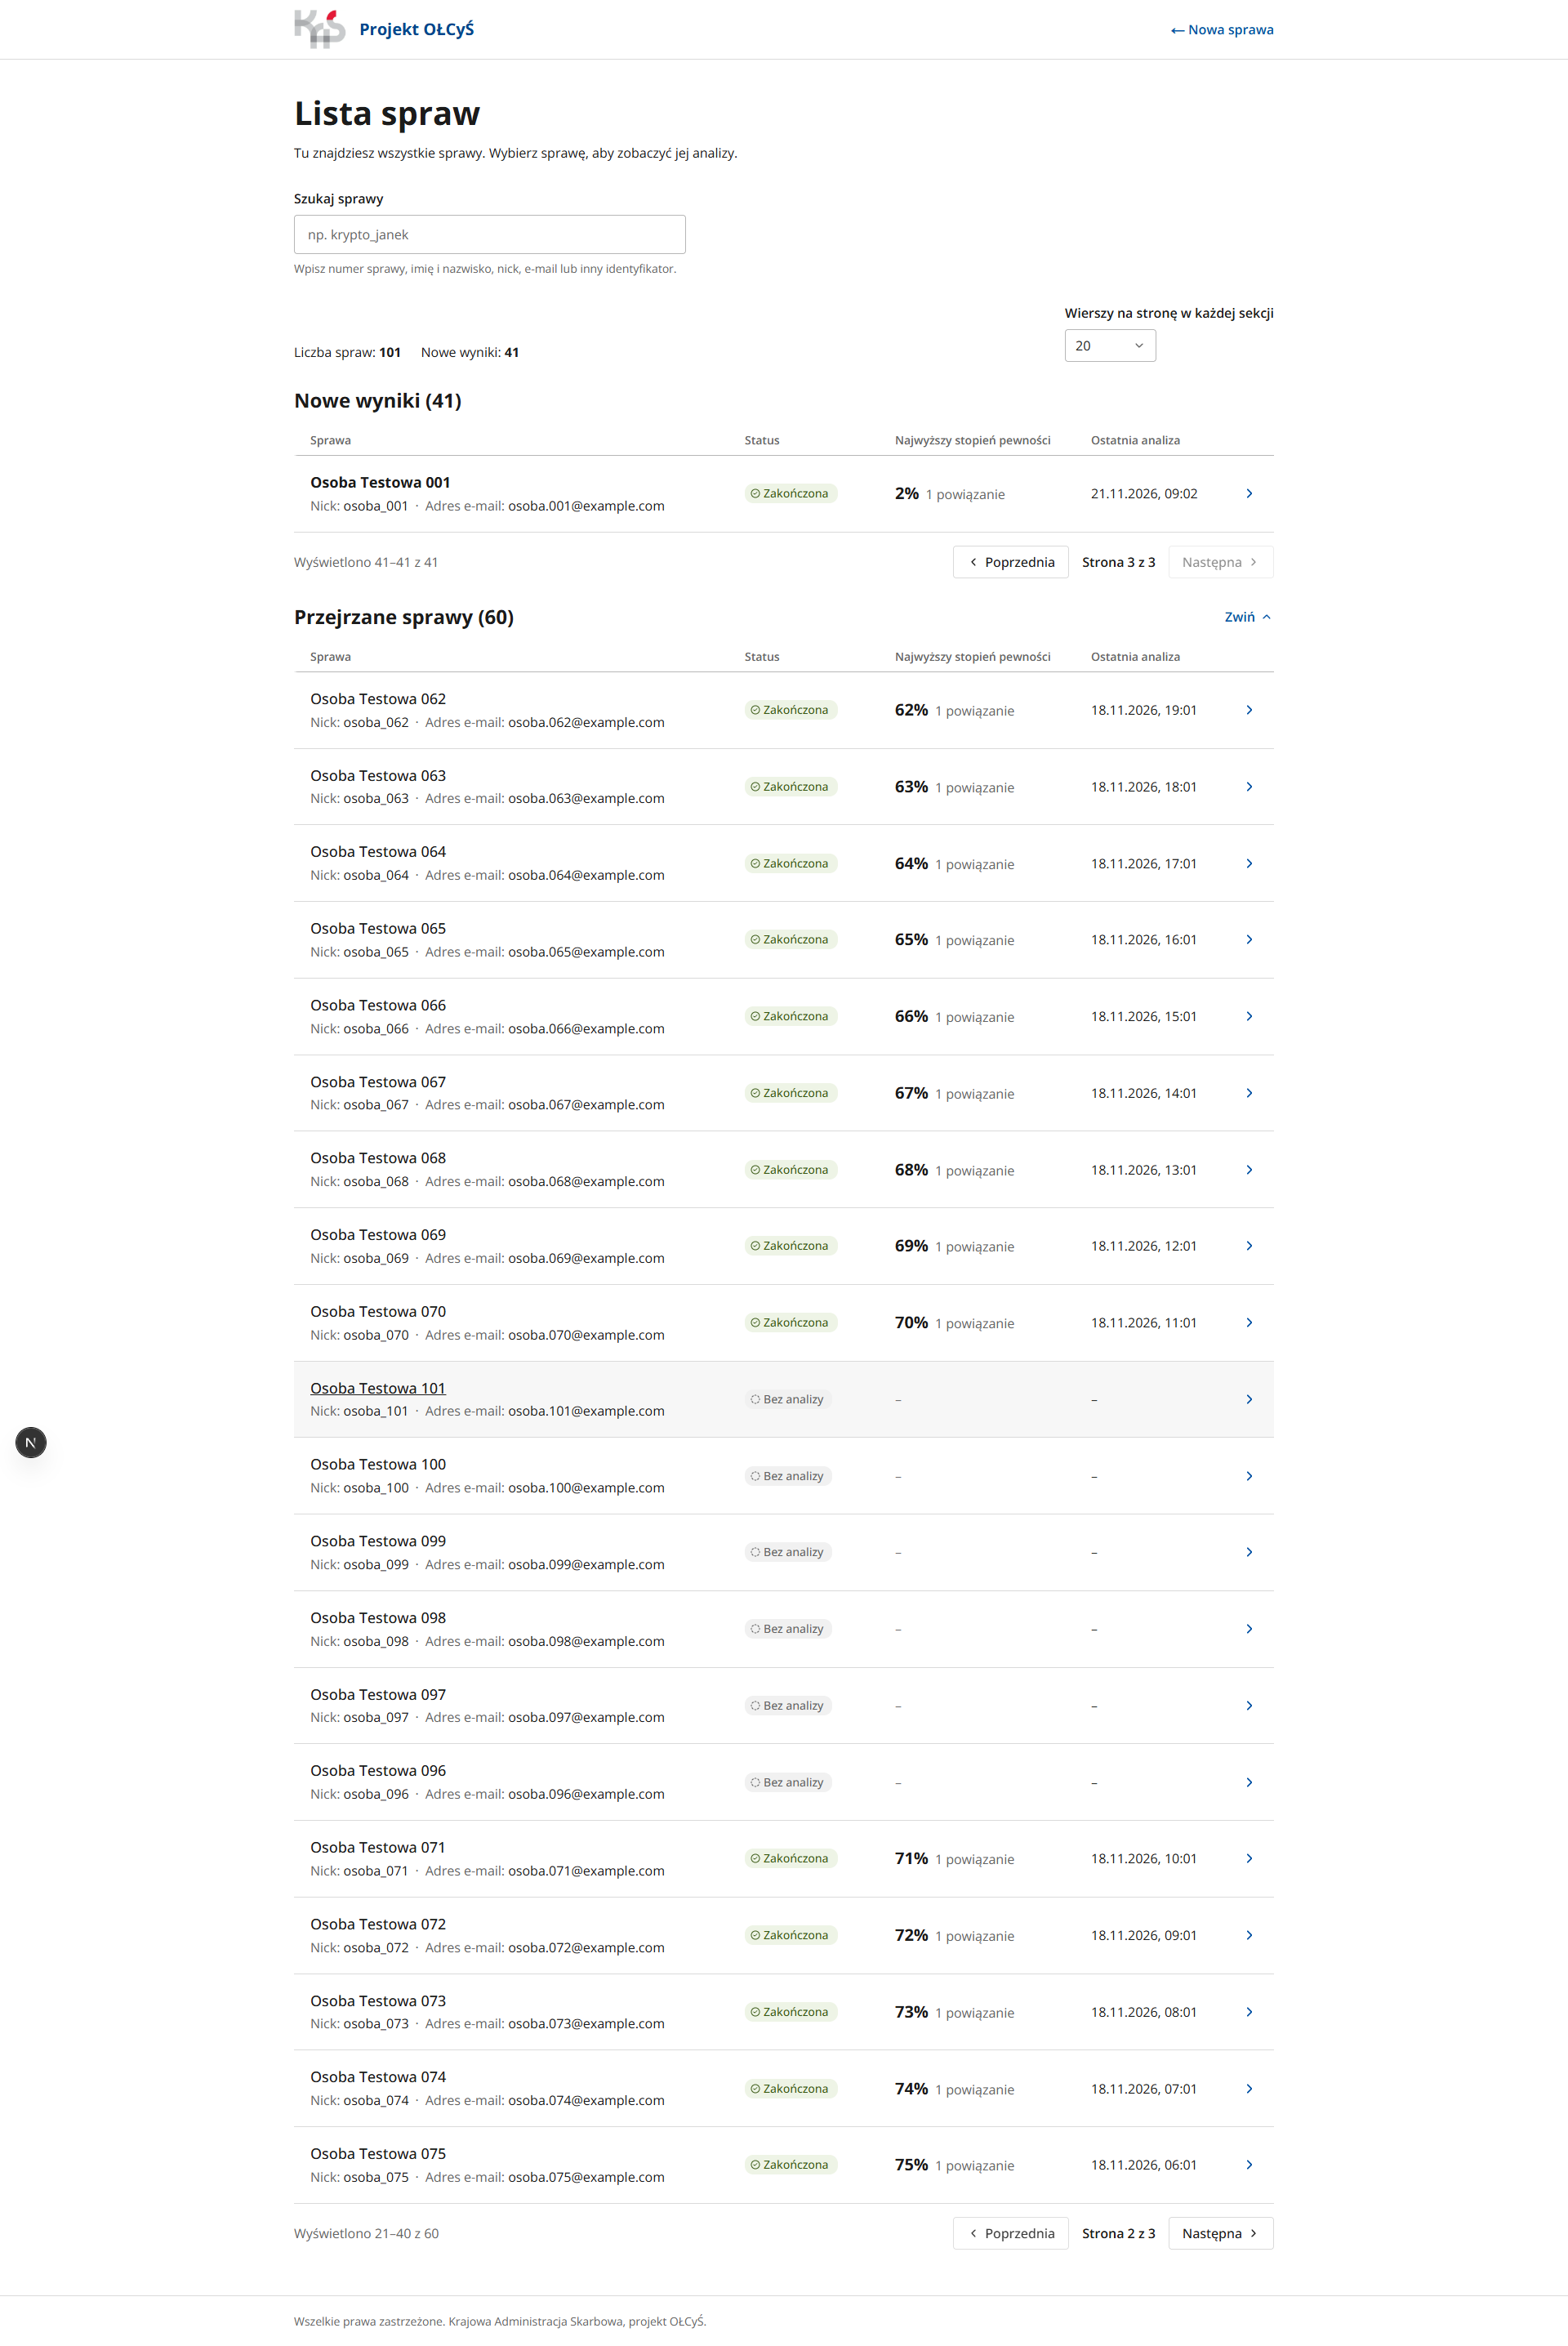 KAS Projekt OŁCyŚ ← Nowa sprawa
Lista spraw
Tu znajdziesz wszystkie sprawy. Wybierz sprawę, aby zobaczyć jej analizy.
Szukaj sprawy
np. krypto_janek
Wpisz numer sprawy, imię i nazwisko, nick, e-mail lub inny identyfikator.
Wierszy na stronę w każdej sekcji
20
Liczba spraw: 101 Nowe wyniki: 41
Nowe wyniki (41)
Sprawa Status Najwyższy stopień pewności Ostatnia analiza
Osoba Testowa 001
Nick: osoba_001 · Adres e-mail: osoba.001@example.com
Zakończona 2% 1 powiązanie 21.11.2026, 09:02
Wyświetlono 41–41 z 41 Poprzednia Strona 3 z 3 Następna
Przejrzane sprawy (60) Zwiń
Sprawa Status Najwyższy stopień pewności Ostatnia analiza
Osoba Testowa 062
Nick: osoba_062 · Adres e-mail: osoba.062@example.com
Zakończona 62% 1 powiązanie 18.11.2026, 19:01
Osoba Testowa 063
Nick: osoba_063 · Adres e-mail: osoba.063@example.com
Zakończona 63% 1 powiązanie 18.11.2026, 18:01
Osoba Testowa 064
Nick: osoba_064 · Adres e-mail: osoba.064@example.com
Zakończona 64% 1 powiązanie 18.11.2026, 17:01
Osoba Testowa 065
Nick: osoba_065 · Adres e-mail: osoba.065@example.com
Zakończona 65% 1 powiązanie 18.11.2026, 16:01
Osoba Testowa 066
Nick: osoba_066 · Adres e-mail: osoba.066@example.com
Zakończona 66% 1 powiązanie 18.11.2026, 15:01
Osoba Testowa 067
Nick: osoba_067 · Adres e-mail: osoba.067@example.com
Zakończona 67% 1 powiązanie 18.11.2026, 14:01
Osoba Testowa 068
Nick: osoba_068 · Adres e-mail: osoba.068@example.com
Zakończona 68% 1 powiązanie 18.11.2026, 13:01
Osoba Testowa 069
Nick: osoba_069 · Adres e-mail: osoba.069@example.com
Zakończona 69% 1 powiązanie 18.11.2026, 12:01
Osoba Testowa 070
Nick: osoba_070 · Adres e-mail: osoba.070@example.com
Zakończona 70% 1 powiązanie 18.11.2026, 11:01
Osoba Testowa 101
Nick: osoba_101 · Adres e-mail: osoba.101@example.com
Bez analizy – –
N
Osoba Testowa 100
Nick: osoba_100 · Adres e-mail: osoba.100@example.com
Bez analizy – –
Osoba Testowa 099
Nick: osoba_099 · Adres e-mail: osoba.099@example.com
Bez analizy – –
Osoba Testowa 098
Nick: osoba_098 · Adres e-mail: osoba.098@example.com
Bez analizy – –
Osoba Testowa 097
Nick: osoba_097 · Adres e-mail: osoba.097@example.com
Bez analizy – –
Osoba Testowa 096
Nick: osoba_096 · Adres e-mail: osoba.096@example.com
Bez analizy – –
Osoba Testowa 071
Nick: osoba_071 · Adres e-mail: osoba.071@example.com
Zakończona 71% 1 powiązanie 18.11.2026, 10:01
Osoba Testowa 072
Nick: osoba_072 · Adres e-mail: osoba.072@example.com
Zakończona 72% 1 powiązanie 18.11.2026, 09:01
Osoba Testowa 073
Nick: osoba_073 · Adres e-mail: osoba.073@example.com
Zakończona 73% 1 powiązanie 18.11.2026, 08:01
Osoba Testowa 074
Nick: osoba_074 · Adres e-mail: osoba.074@example.com
Zakończona 74% 1 powiązanie 18.11.2026, 07:01
Osoba Testowa 075
Nick: osoba_075 · Adres e-mail: osoba.075@example.com
Zakończona 75% 1 powiązanie 18.11.2026, 06:01
Wyświetlono 21–40 z 60 Poprzednia Strona 2 z 3 Następna
Wszelkie prawa zastrzeżone. Krajowa Administracja Skarbowa, projekt OŁCyŚ.